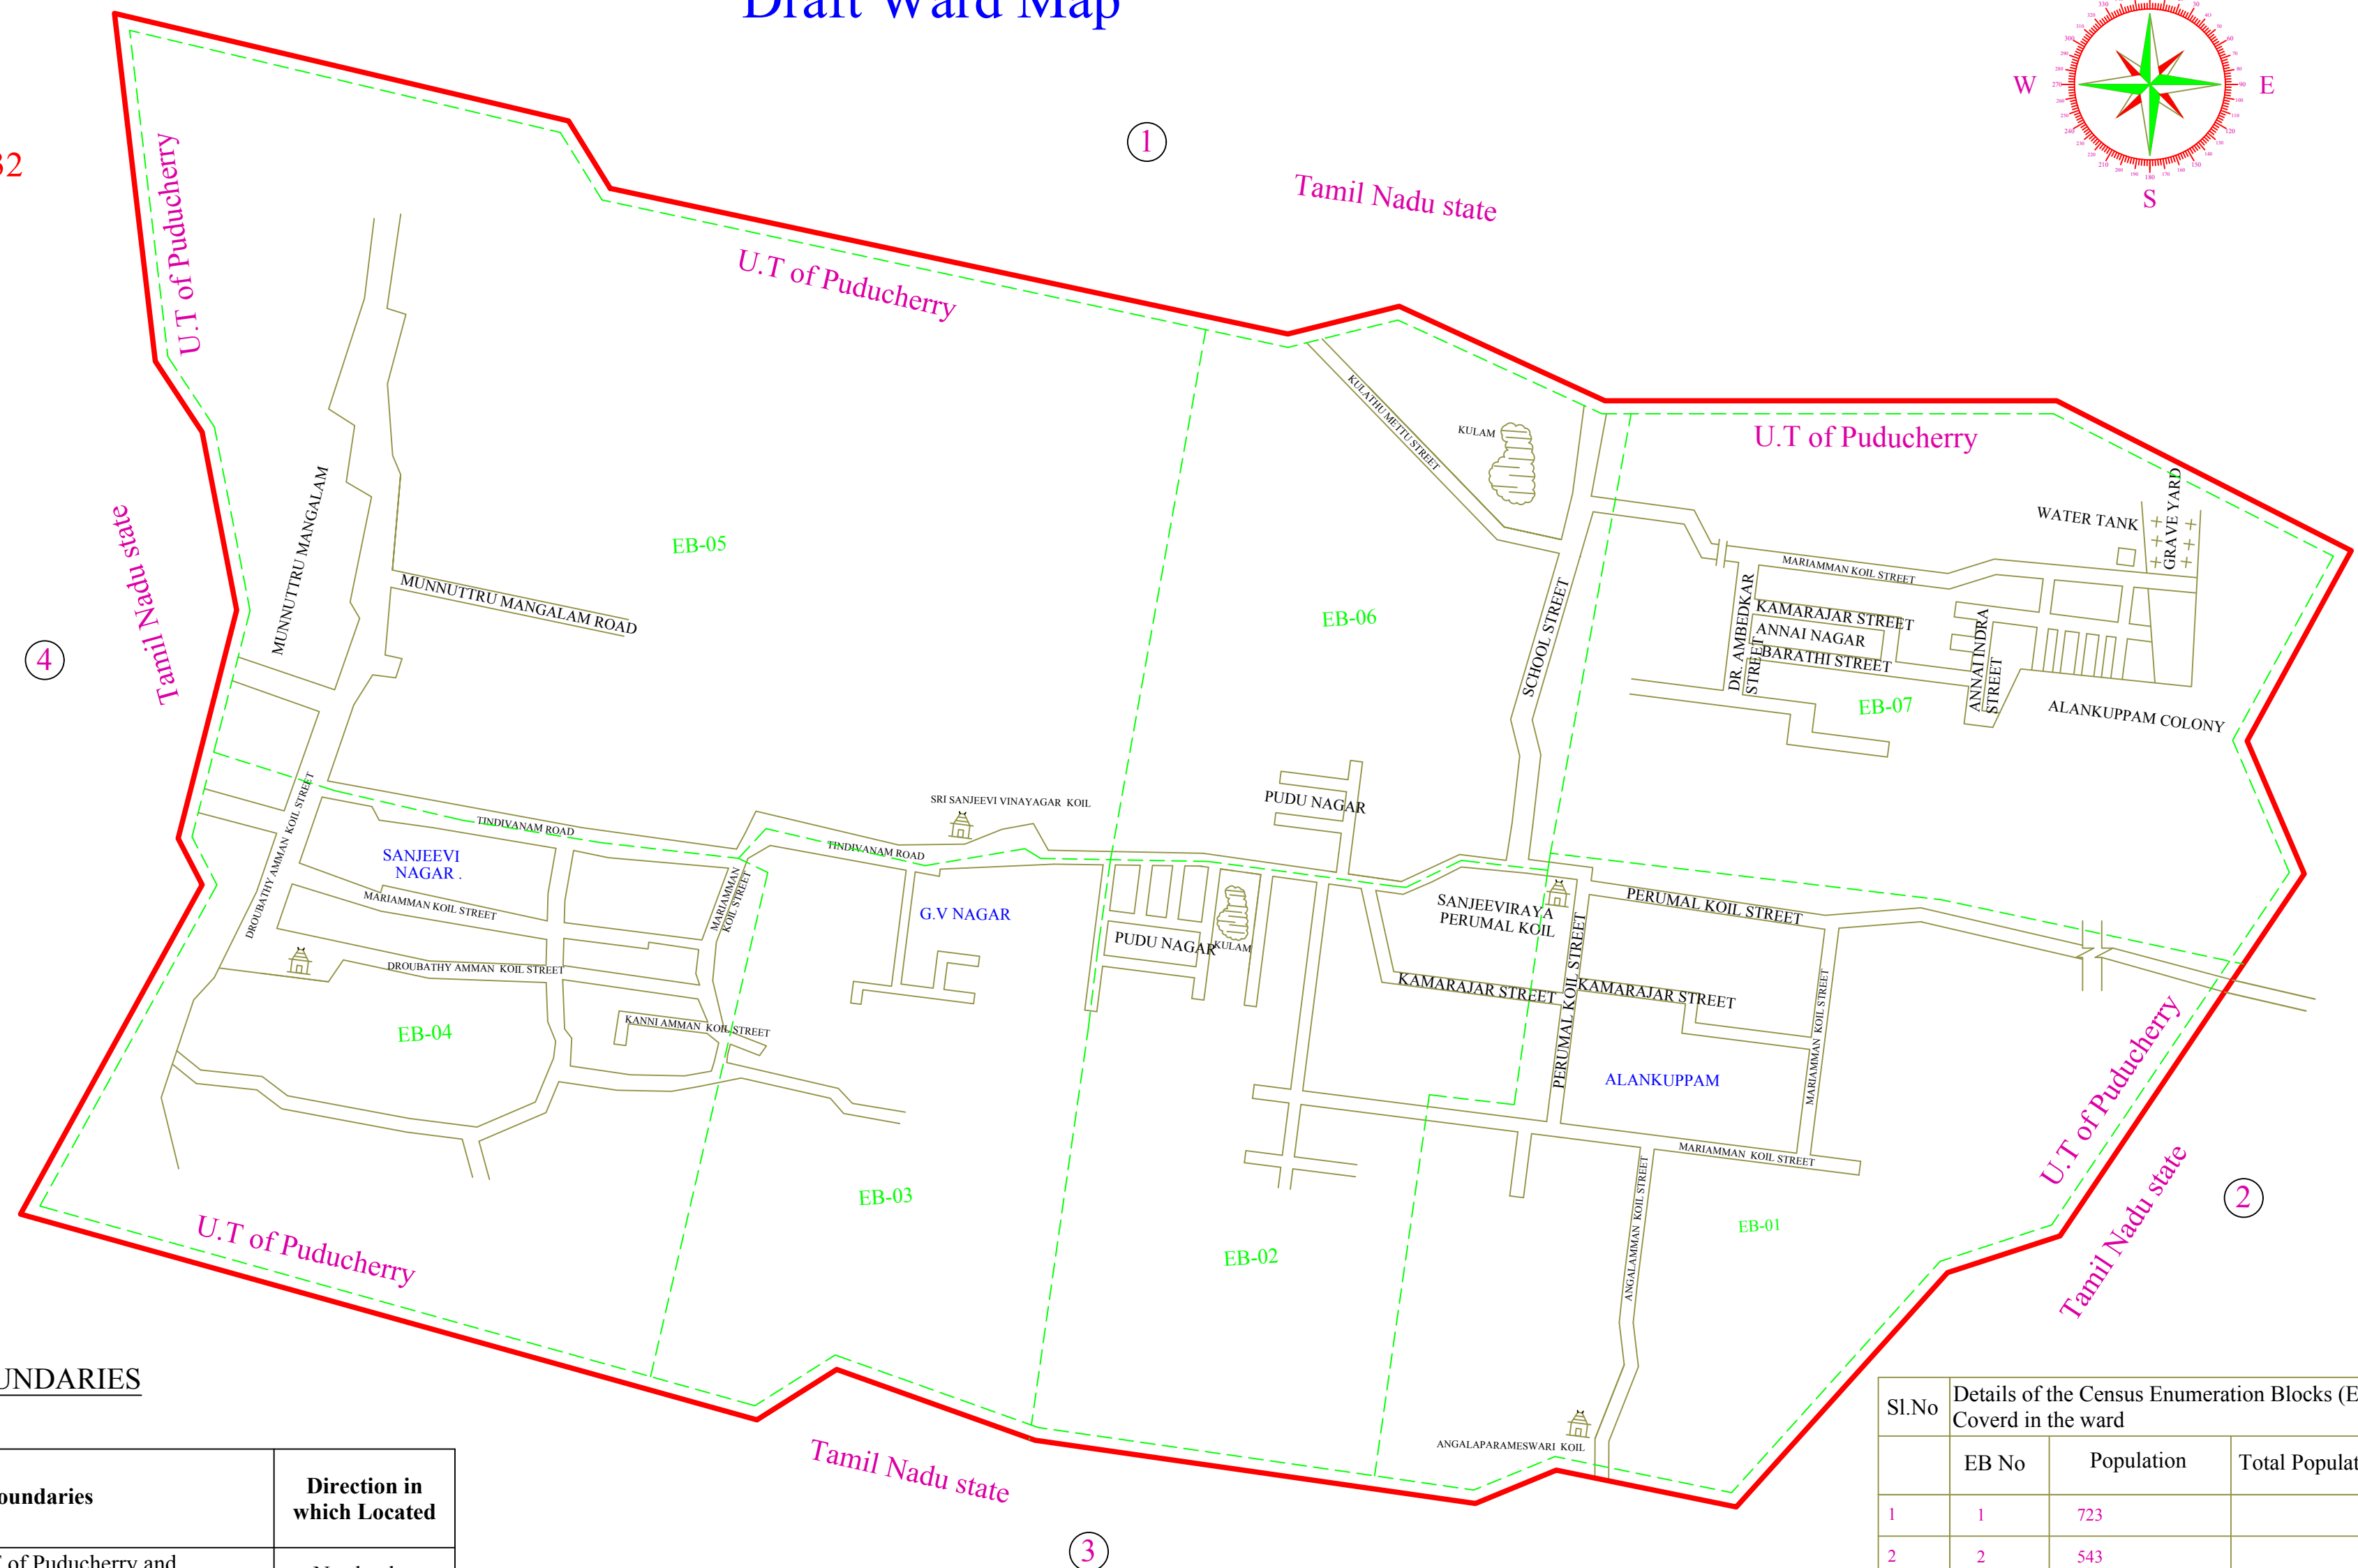 Draft Ward Map
32
W
E
S
1
Tamil Nadu state
U.T of Puducherry
U.T of Puducherry
U.T of Puducherry
KULATHU METTU STREET
KULAM
WATER TANK
GRAVE YARD
MUNNUTTRU MANGALAM
Tamil Nadu state
EB-05
MARIAMMAN KOIL STREET
MUNNUTTRU MANGALAM ROAD
EB-06
SCHOOL STREET
DR. AMBEDKAR
STREET
KAMARAJAR STREET
ANNAI NAGAR
BARATHI STREET
ANNAI INDRA
STREET
4
EB-07
ALANKUPPAM COLONY
SRI SANJEEVI VINAYAGAR KOIL
PUDU NAGAR
TINDIVANAM ROAD
TINDIVANAM ROAD
DROUBATHY AMMAN KOIL STREET
SANJEEVI
NAGAR .
MARIAMMAN KOIL STREET
MARIAMMAN
KOIL STREET
G.V NAGAR
PUDU NAGAR
KULAM
SANJEEVIRAYA
PERUMAL KOIL
PERUMAL KOIL STREET
DROUBATHY AMMAN KOIL STREET
KAMARAJAR STREET
KAMARAJAR STREET
PERUMAL KOIL STREET
MARIAMMAN KOIL STREET
EB-04
KANNI AMMAN KOIL STREET
ALANKUPPAM
U.T of Puducherry
MARIAMMAN KOIL STREET
EB-03
EB-02
ANGALAMMAN KOIL STREET
EB-01
2
Tamil Nadu state
U.T of Puducherry
UNDARIES
ANGALAPARAMESWARI KOIL
Tamil Nadu state
3
oundaries
Direction in
which Located
of Puducherry and
Sl.No
Details of the Census Enumeration Blocks (E
Coverd in the ward
EB No
Population
Total Populat
1
1
723
2
2
543